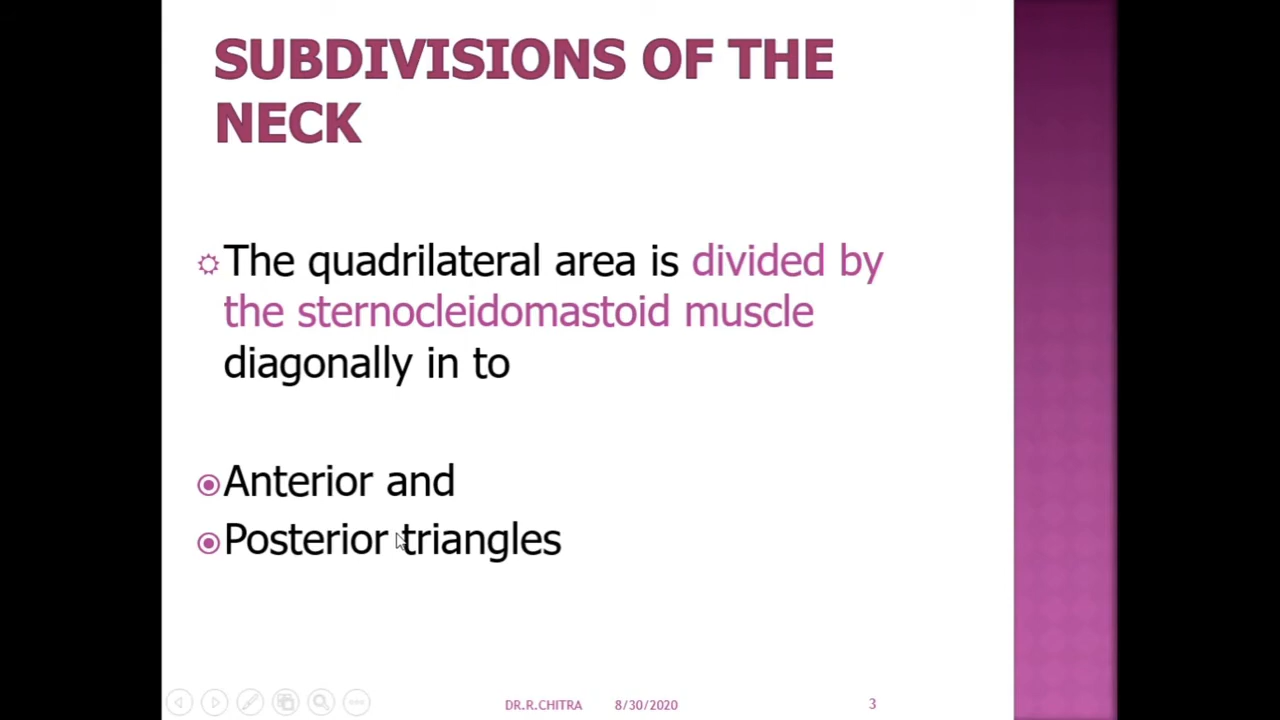 SUBDIVISIONS OF THE
NECK
The quadrilateral area is divided by
the sternocleidomastoid muscle
diagonally in to
Anterior and
Posterior triangles
DR.R.CHITRA 8/30/2020 3